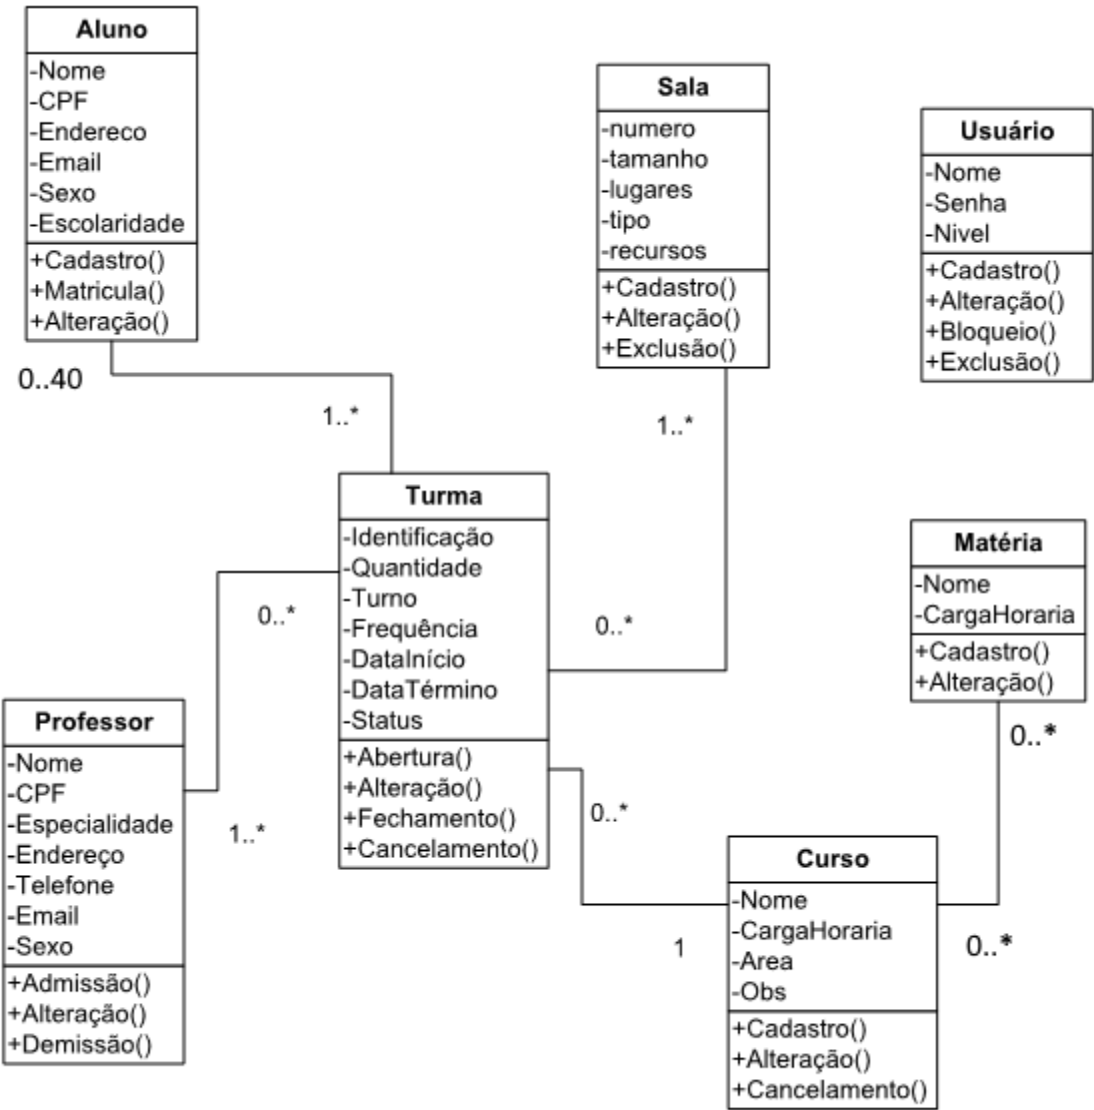 Aluno
-Nome
-CPF
-Endereco
-Email
-Sexo
-Escolaridade
+Cadastro()
+Matricula()
+Alteração()
0..40
1..*
Sala
-numero
-tamanho
-lugares
-tipo
-recursos
+Cadastro()
+Alteração()
+Exclusão()
1..*
Usuário
-Nome
-Senha
-Nivel
+Cadastro()
+Alteração()
+Bloqueio()
+Exclusão()
Turma
-Identificação
-Quantidade
-Turno
-Frequência
-DataInício
-DataTérmino
-Status
+Abertura()
+Alteração()
+Fechamento()
+Cancelamento()
0..*
0..*
0..*
Matéria
-Nome
-CargaHoraria
+Cadastro()
+Alteração()
0..*
Professor
-Nome
-CPF
-Especialidade
-Endereço
-Telefone
-Email
-Sexo
+Admissão()
+Alteração()
+Demissão()
1..*
Curso
-Nome
-CargaHoraria
-Area
-Obs
+Cadastro()
+Alteração()
+Cancelamento()
1
0..*